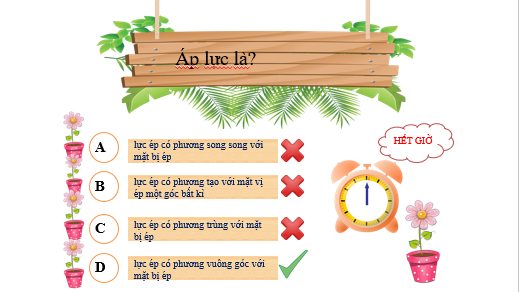 Áp lực là?
HẾT GIỜ
A
lực ép có phương song song với
mặt bị ép
B
lực ép có phương tạo với mặt vị
ép một góc bất kì
C
lực ép có phương trùng với mặt
bị ép
D
lực ép có phương vuông góc với
mặt bị ép